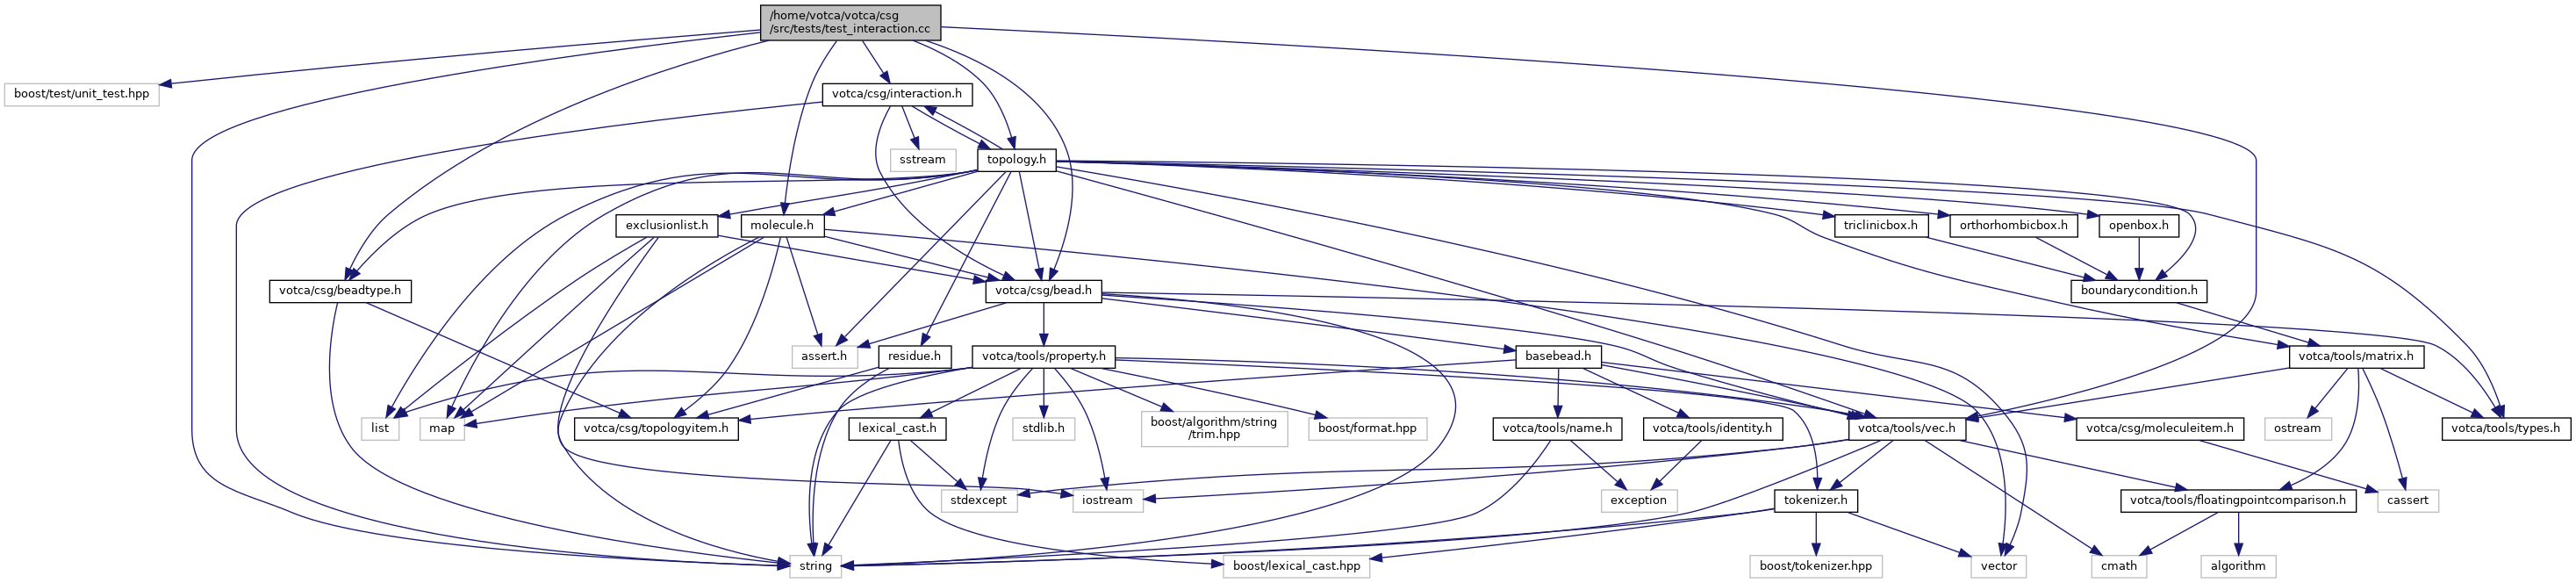 /home/votca/votca/csg
/src/tests/test_interaction.cc
boost/test/unit_test.hpp
votca/csg/interaction.h
sstream
topology.h
exclusionlist.h
molecule.h
triclinicbox.h
orthorhombicbox.h
openbox.h
votca/csg/beadtype.h
votca/csg/bead.h
boundarycondition.h
assert.h
residue.h
votca/tools/property.h
basebead.h
votca/tools/matrix.h
list
map
votca/csg/topologyitem.h
lexical_cast.h
stdlib.h
boost/algorithm/string
/trim.hpp
boost/format.hpp
votca/tools/name.h
votca/tools/identity.h
votca/tools/vec.h
votca/csg/moleculeitem.h
ostream
votca/tools/types.h
stdexcept
iostream
exception
tokenizer.h
votca/tools/floatingpointcomparison.h
cassert
string
boost/lexical_cast.hpp
boost/tokenizer.hpp
vector
cmath
algorithm